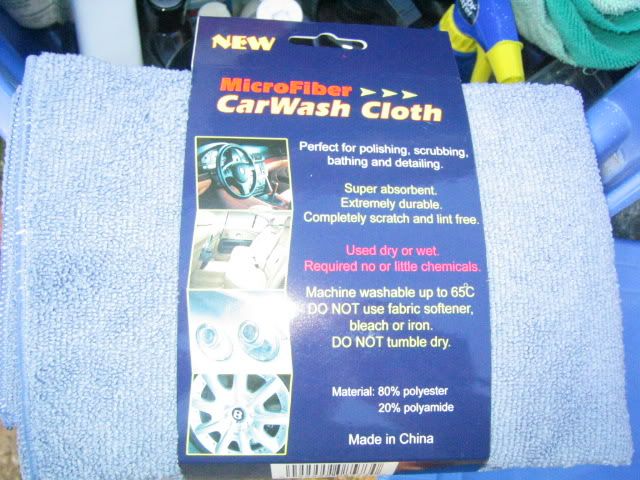 NEW
MicroFiber
CarWash Cloth
Perfect for polishing, scrubbing,
bathing and detailing.
Super absorbent.
Extremely durable.
Completely scratch and lint free.
Used dry or wet.
Required no or little chemicals.
Machine washable up to 65°C
DO NOT use fabric softener,
bleach or iron.
DO NOT tumble dry.
Material: 80% polyester
20% polyamide
Made in China